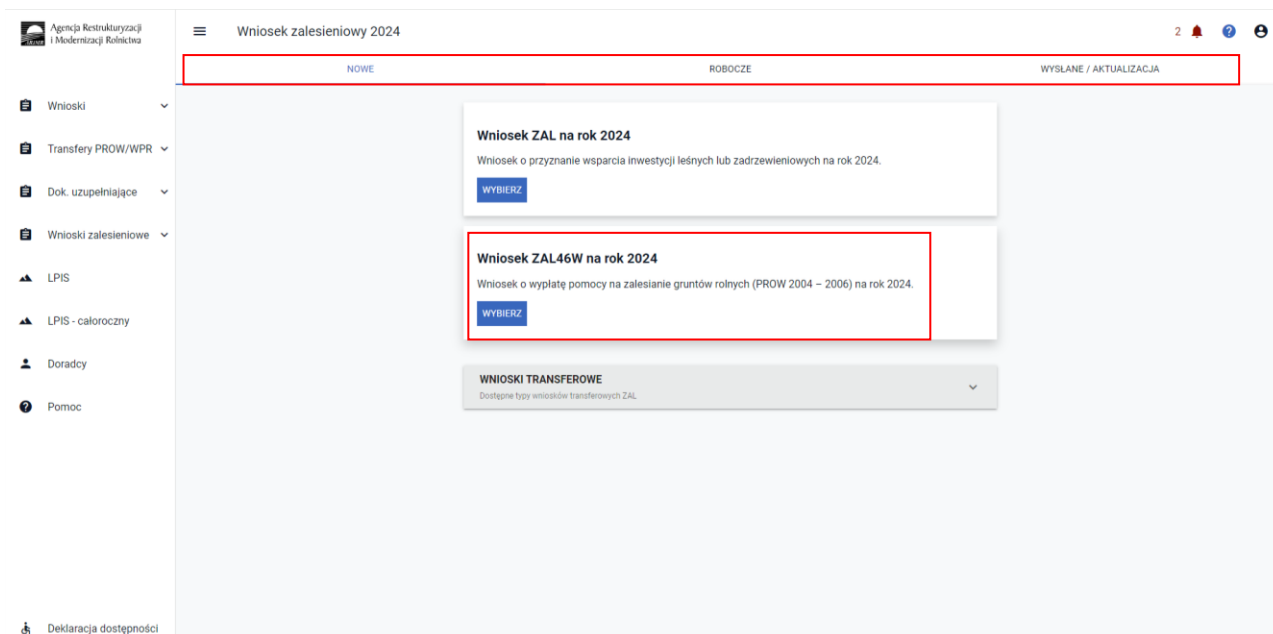 Agencja Restrukturyzacji
i Modernizacji Rolnictwa
Wniosek zalesieniowy 2024
2
NOWE
ROBOCZE
WYSŁANE / AKTUALIZACJA
Wnioski
Transfery PROW/WPR
Dok. uzupełniające
Wnioski zalesieniowe
LPIS
LPIS - całoroczny
Doradcy
Pomoc
Deklaracja dostępności
Wniosek ZAL na rok 2024
Wniosek o przyznanie wsparcia inwestycji leśnych lub zadrzewieniowych na rok 2024.
WYBIERZ
Wniosek ZAL46W na rok 2024
Wniosek o wypłatę pomocy na zalesianie gruntów rolnych (PROW 2004 – 2006) na rok 2024.
WYBIERZ
WNIOSKI TRANSFEROWE
Dostępne typy wniosków transferowych ZAL